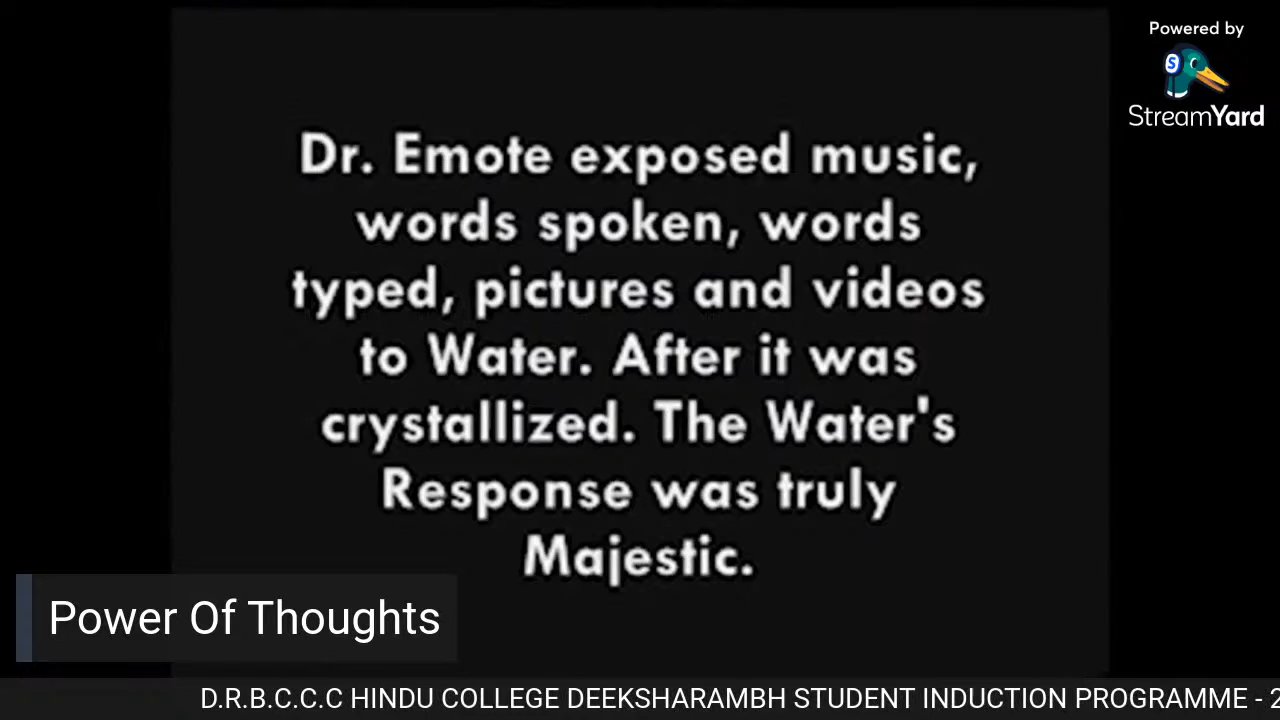 Powered by
StreamYard
Dr. Emote exposed music,
words spoken, words
typed, pictures and videos
to Water. After it was
crystallized. The Water's
Response was truly
Majestic.
Power Of Thoughts
D.R.B.C.C.C HINDU COLLEGE DEEKSHARAMBH STUDENT INDUCTION PROGRAMME - 2